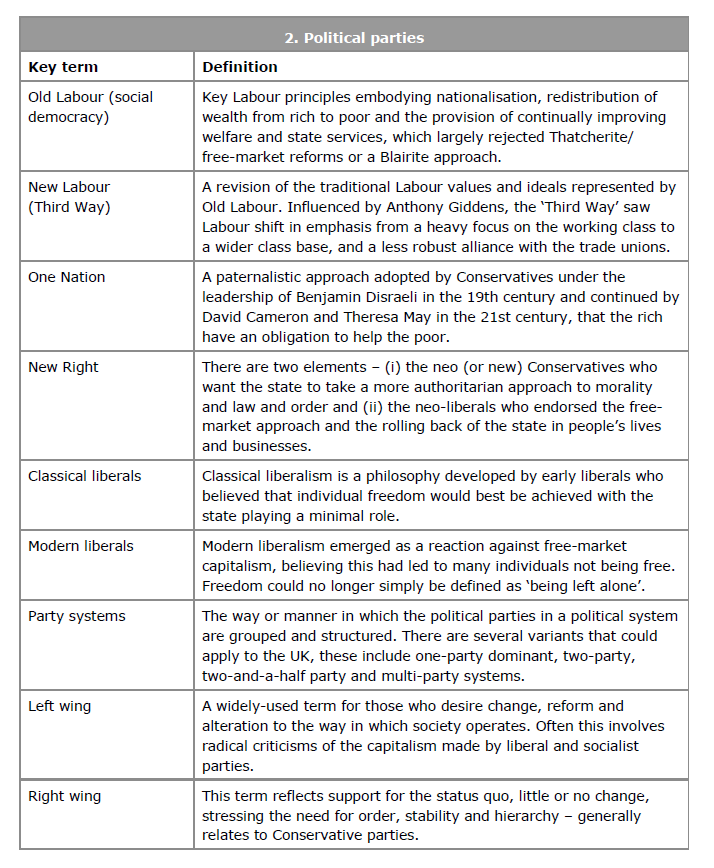 2. Political parties
Key term
Definition
Old Labour (social
democracy)
Key Labour principles embodying nationalisation, redistribution of
wealth from rich to poor and the provision of continually improving
welfare and state services, which largely rejected Thatcherite/
free-market reforms or a Blairite approach.
New Labour
(Third Way)
A revision of the traditional Labour values and ideals represented by
Old Labour. Influenced by Anthony Giddens, the ‘Third Way’ saw
Labour shift in emphasis from a heavy focus on the working class to
a wider class base, and a less robust alliance with the trade unions.
One Nation
A paternalistic approach adopted by Conservatives under the
leadership of Benjamin Disraeli in the 19th century and continued by
David Cameron and Theresa May in the 21st century, that the rich
have an obligation to help the poor.
New Right
There are two elements – (i) the neo (or new) Conservatives who
want the state to take a more authoritarian approach to morality
and law and order and (ii) the neo-liberals who endorsed the free-
market approach and the rolling back of the state in people’s lives
and businesses.
Classical liberals
Classical liberalism is a philosophy developed by early liberals who
believed that individual freedom would best be achieved with the
state playing a minimal role.
Modern liberals
Modern liberalism emerged as a reaction against free-market
capitalism, believing this had led to many individuals not being free.
Freedom could no longer simply be defined as ‘being left alone’.
Party systems
The way or manner in which the political parties in a political system
are grouped and structured. There are several variants that could
apply to the UK, these include one-party dominant, two-party,
two-and-a-half party and multi-party systems.
Left wing
A widely-used term for those who desire change, reform and
alteration to the way in which society operates. Often this involves
radical criticisms of the capitalism made by liberal and socialist
parties.
Right wing
This term reflects support for the status quo, little or no change,
stressing the need for order, stability and hierarchy – generally
relates to Conservative parties.